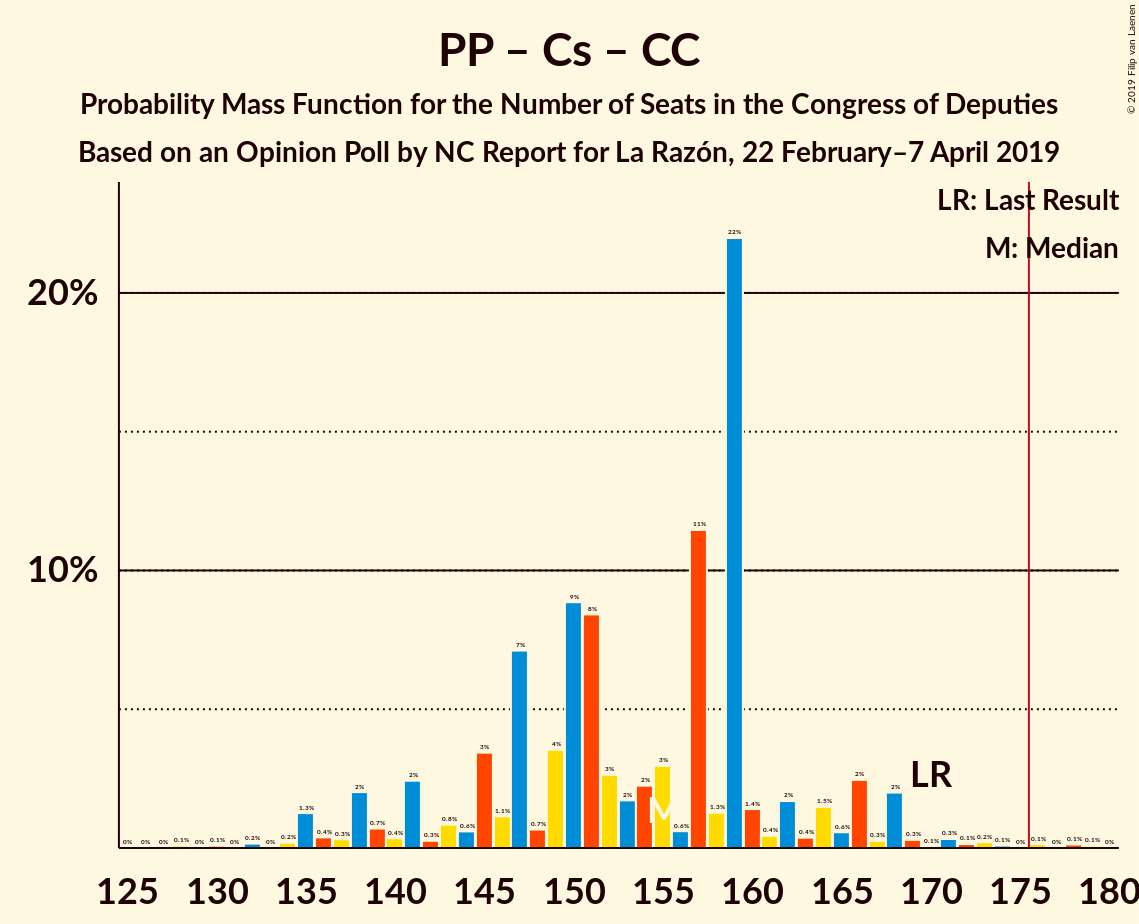 © 2019 Filip van Laenen
PP – Cs – CC
Probability Mass Function for the Number of Seats in the Congress of Deputies
Based on an Opinion Poll by NC Report for La Razón, 22 February–7 April 2019
LR: Last Result
M: Median
20%
10%
0% 0% 0% 0.1% 0% 0.1% 0% 0.2% 0% 0.2% 1.3% 0.4% 0.3% 2% 0.7% 0.4% 2% 0.3% 0.8% 0.6% 3% 1.1% 7% 0.7% 4% 9% 8% 3% 2% 2% 3% 0.6% 11% 1.3% 22% 1.4% 0.4% 2% 0.4% 1.5% 0.6% 2% 0.3% 2% 0.3% 0.1% 0.3% 0.1% 0.2% 0.1% 0% 0.1% 0% 0.1% 0.1% 0%
M
LR
125 130 135 140 145 150 155 160 165 170 175 180